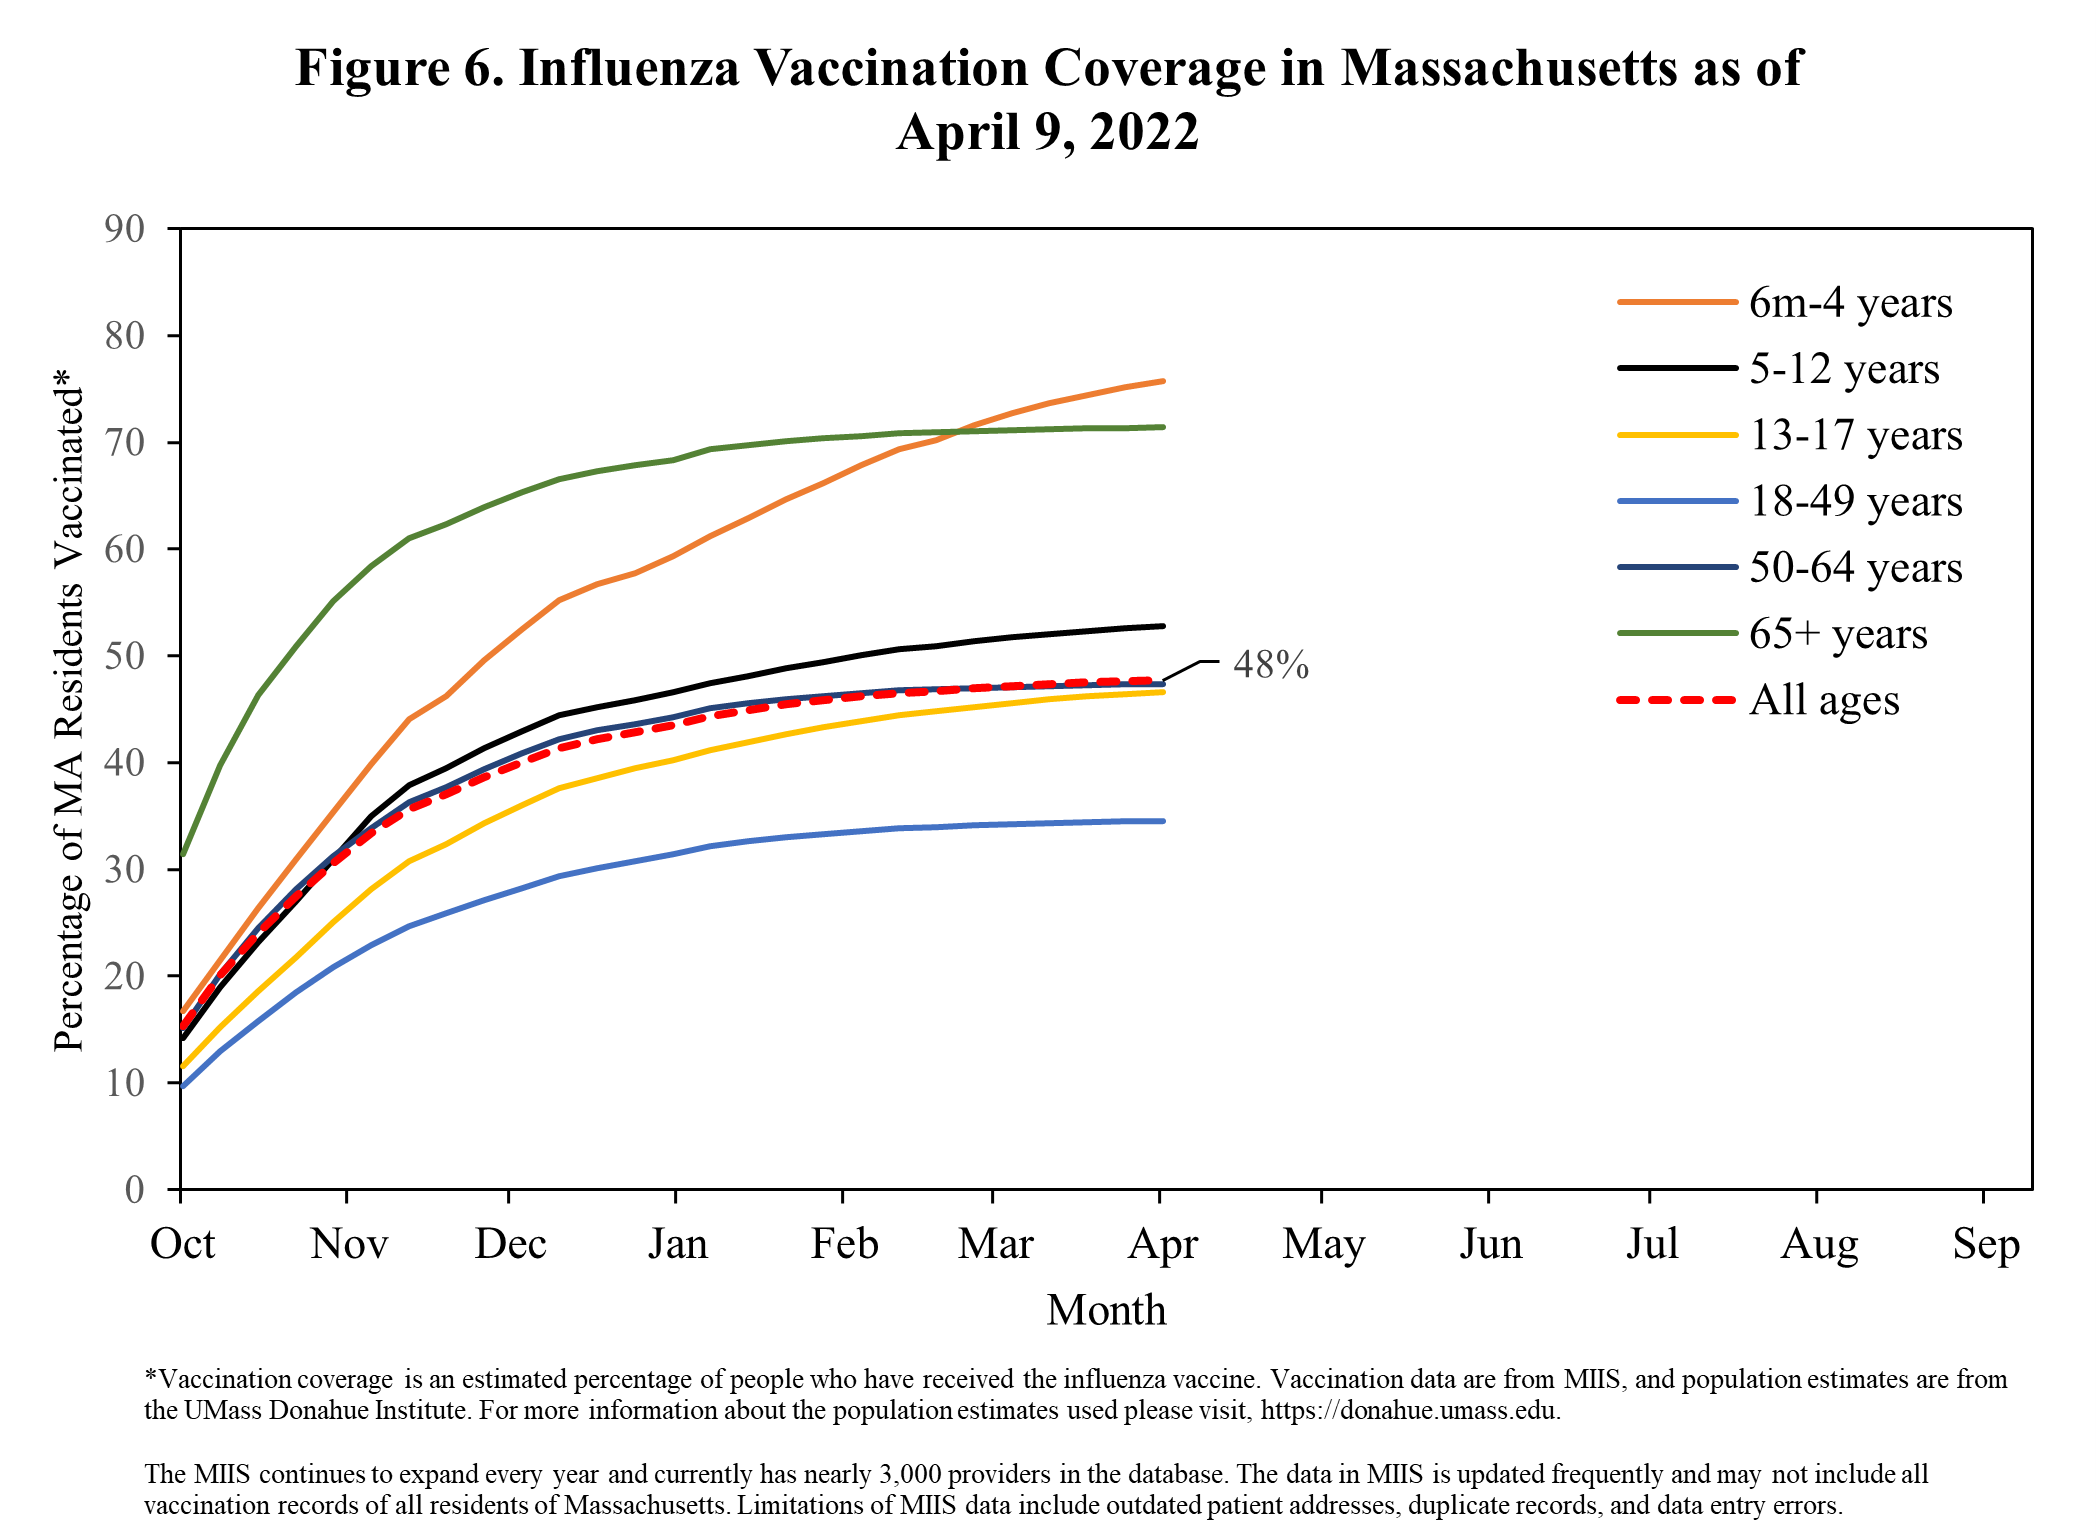 Figure 6. Influenza Vaccination Coverage in Massachusetts as of
April 9, 2022
Percentage of MA Residents Vaccinated*
90
80
70
60
50
40
30
20
10
0
6m-4 years
5-12 years
13-17 years
18-49 years
50-64 years
65+ years
All ages
48%
Oct Nov Dec Jan Feb Mar Apr May Jun Jul Aug Sep
Month
*Vaccination coverage is an estimated percentage of people who have received the influenza vaccine. Vaccination data are from MIIS, and population estimates are from
the UMass Donahue Institute. For more information about the population estimates used please visit, https://donahue.umass.edu.
The MIIS continues to expand every year and currently has nearly 3,000 providers in the database. The data in MIIS is updated frequently and may not include all
vaccination records of all residents of Massachusetts. Limitations of MIIS data include outdated patient addresses, duplicate records, and data entry errors.